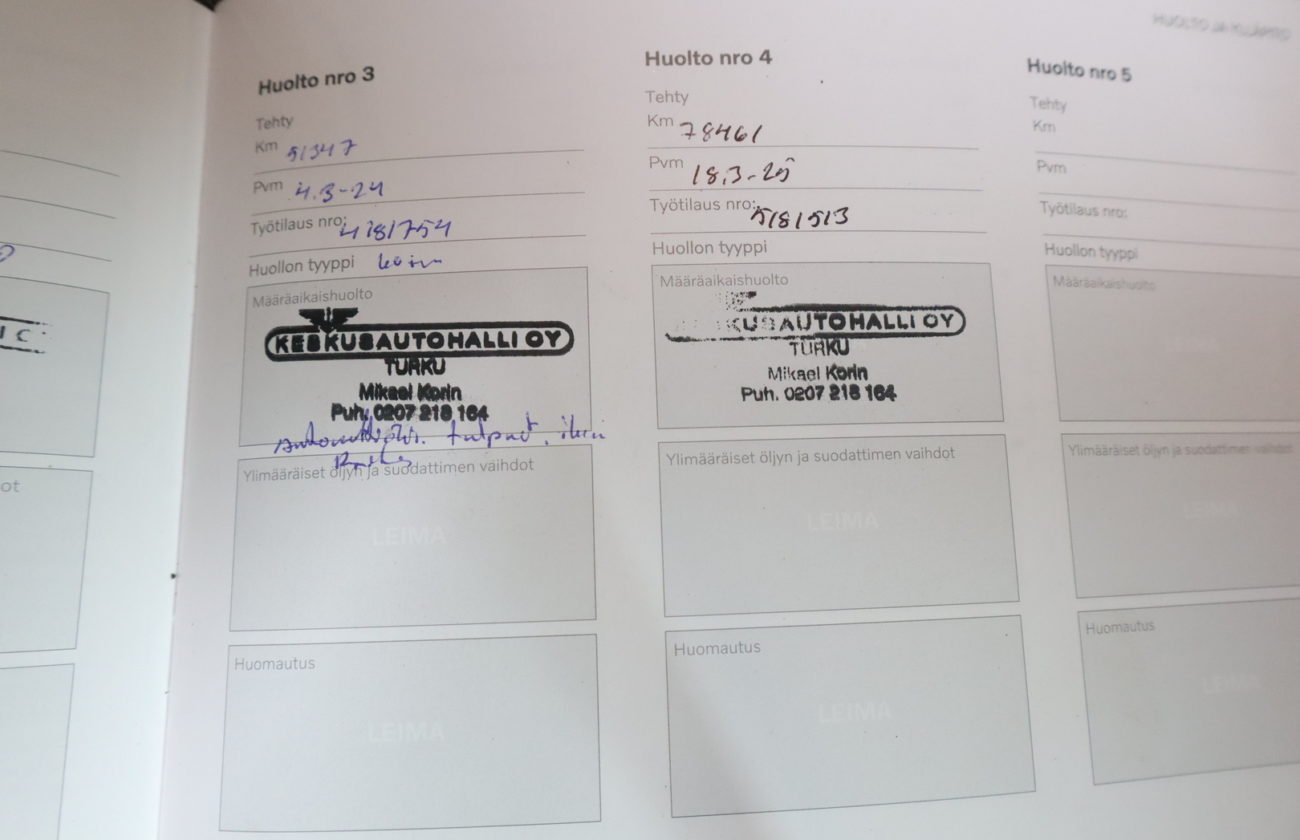 HUOLTO JA YLLÄPITO
Huolto nro 3
Tehty
Km 51347
Pvm 4.3-24
Työtilaus nro: 4181754
Huollon tyyppi
Määräaikaishuolto
KESKUSAUTOHALLI OY
TURKU
Mikael Korin
Puh. 0207 218 164
tulpat,
Ylimääräiset öljyn ja suodattimen vaihdot
LEIMA
Huomautus
LEIMA
Huolto nro 4
Tehty
Km 78461
Pvm 18.3-25
Työtilaus nro: 5181513
Huollon tyyppi
Määräaikaishuolto
KUSAUTOHALLI OY
TURKU
Mikael Korin
Puh. 0207 218 164
Ylimääräiset öljyn ja suodattimen vaihdot
LEIMA
Huomautus
LEIMA
Huolto nro 5
Tehty
Km
Pvm
Työtilaus nro:
Huollon tyyppi
Määräaikaishuolto
Ylimääräiset öljyn ja suodattimen vaihdot
LEIMA
Huomautus
LEIMA